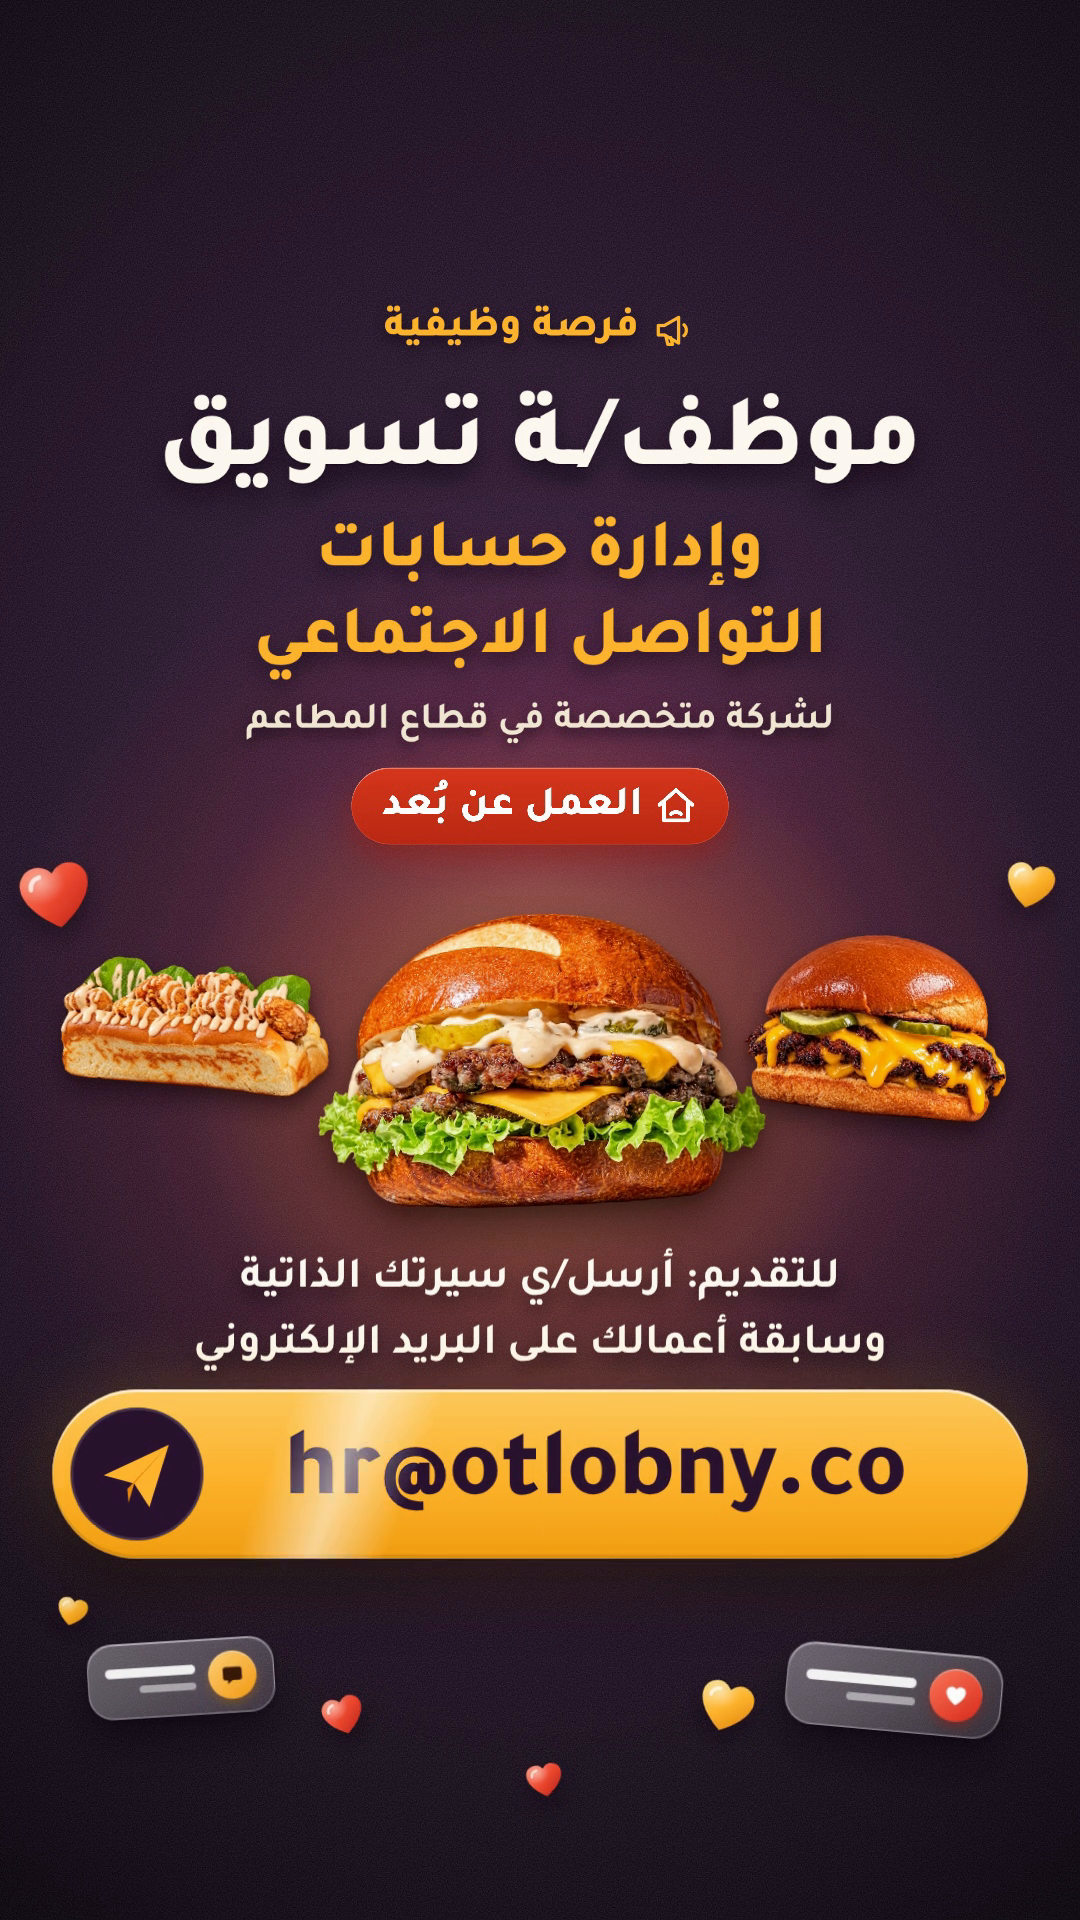 فرصة وظيفية
موظف/ـة تسويق
وإدارة حسابات
التواصل الاجتماعي
لشركة متخصصة في قطاع المطاعم
العمل عن بُعد
للتقديم: أرسل/ي سيرتك الذاتية
وسابقة أعمالك على البريد الإلكتروني
hr@otlobny.co